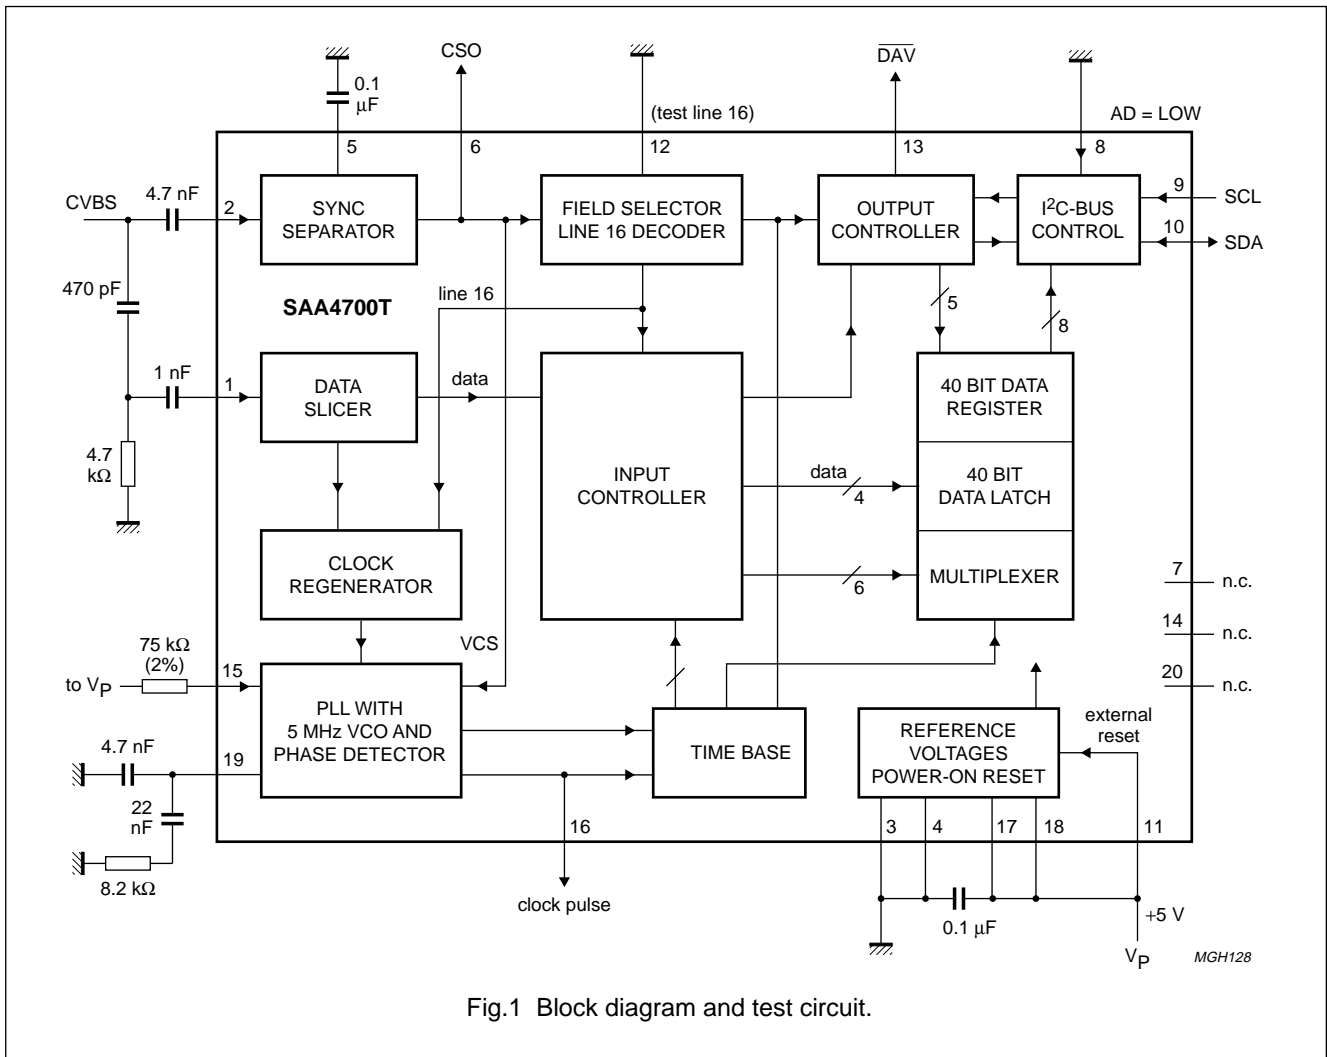 CSO
DAV
0.1
μF
(test line 16)
AD = LOW
5
6
12
13
8
CVBS
4.7 nF
2
SYNC
SEPARATOR
FIELD SELECTOR
LINE 16 DECODER
OUTPUT
CONTROLLER
I²C-BUS
CONTROL
9
SCL
10
SDA
470 pF
SAA4700T
line 16
5
8
1 nF
1
DATA
SLICER
data
40 BIT DATA
REGISTER
4.7
kΩ
INPUT
CONTROLLER
data
4
40 BIT
DATA LATCH
CLOCK
REGENERATOR
6
MULTIPLEXER
7
n.c.
14
n.c.
20
n.c.
75 kΩ
(2%)
to VP
15
VCS
PLL WITH
5 MHz VCO AND
PHASE DETECTOR
TIME BASE
REFERENCE
VOLTAGES
POWER-ON RESET
external
reset
4.7 nF
19
22
nF
8.2 kΩ
16
clock pulse
3
4
17
18
11
0.1 μF
+5 V
VP
MGH128
Fig.1 Block diagram and test circuit.